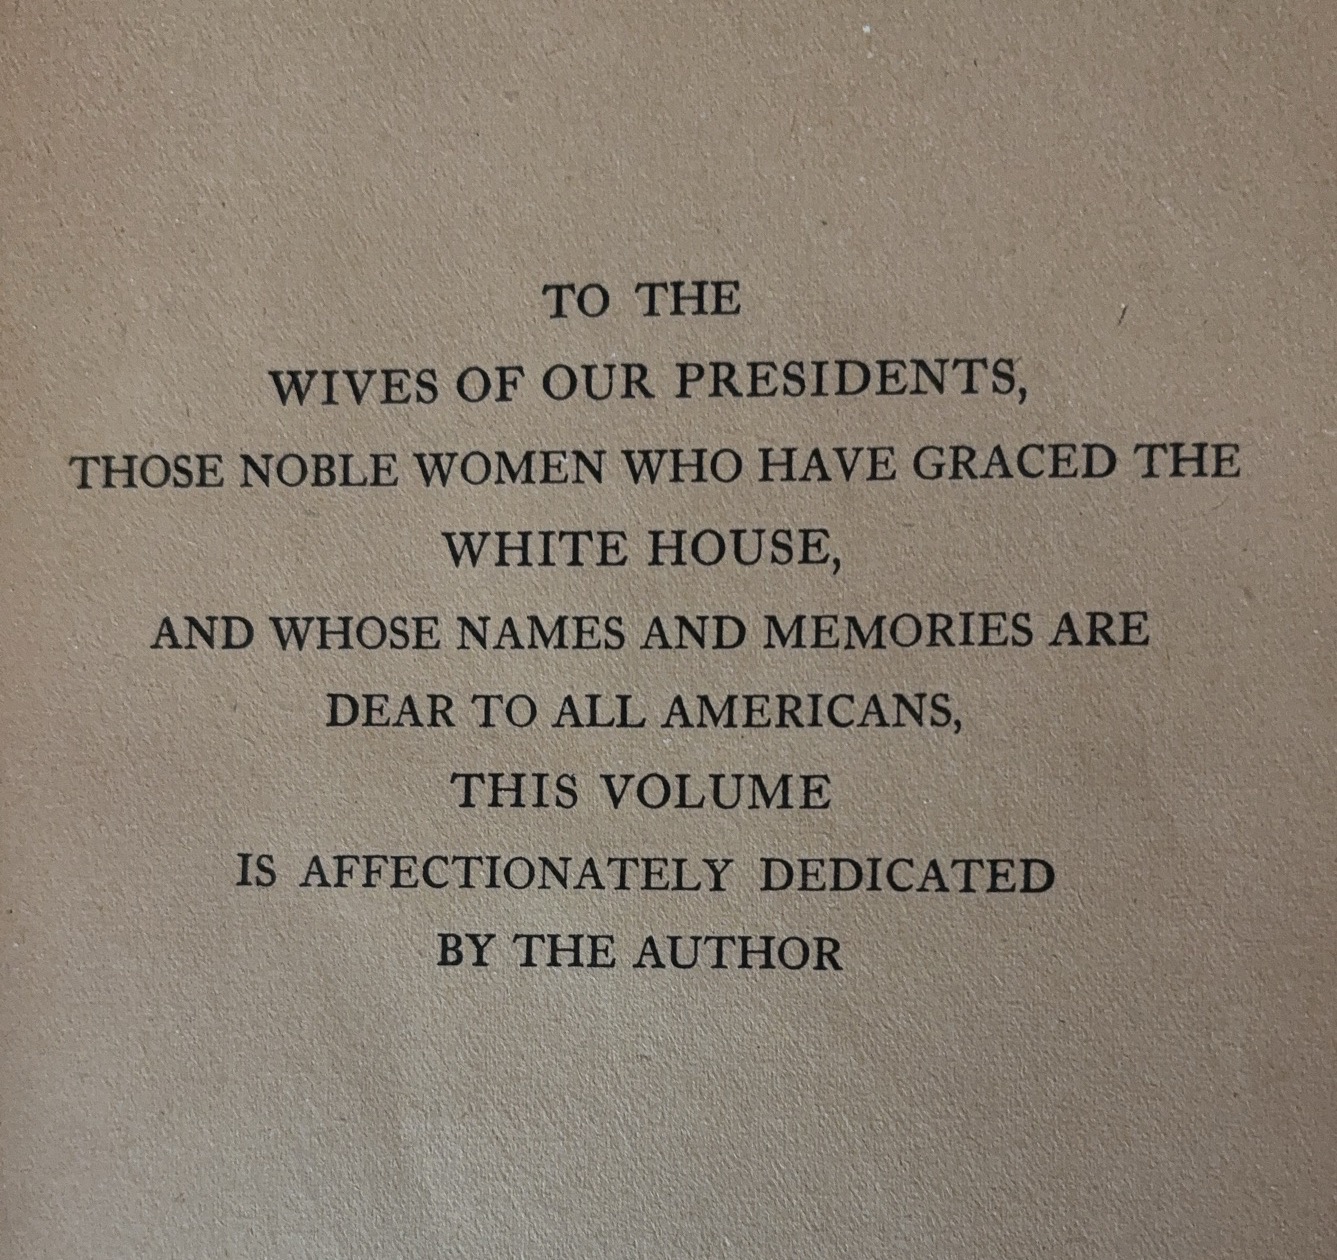 TO THE
WIVES OF OUR PRESIDENTS,
THOSE NOBLE WOMEN WHO HAVE GRACED THE
WHITE HOUSE,
AND WHOSE NAMES AND MEMORIES ARE
DEAR TO ALL AMERICANS,
THIS VOLUME
IS AFFECTIONATELY DEDICATED
BY THE AUTHOR